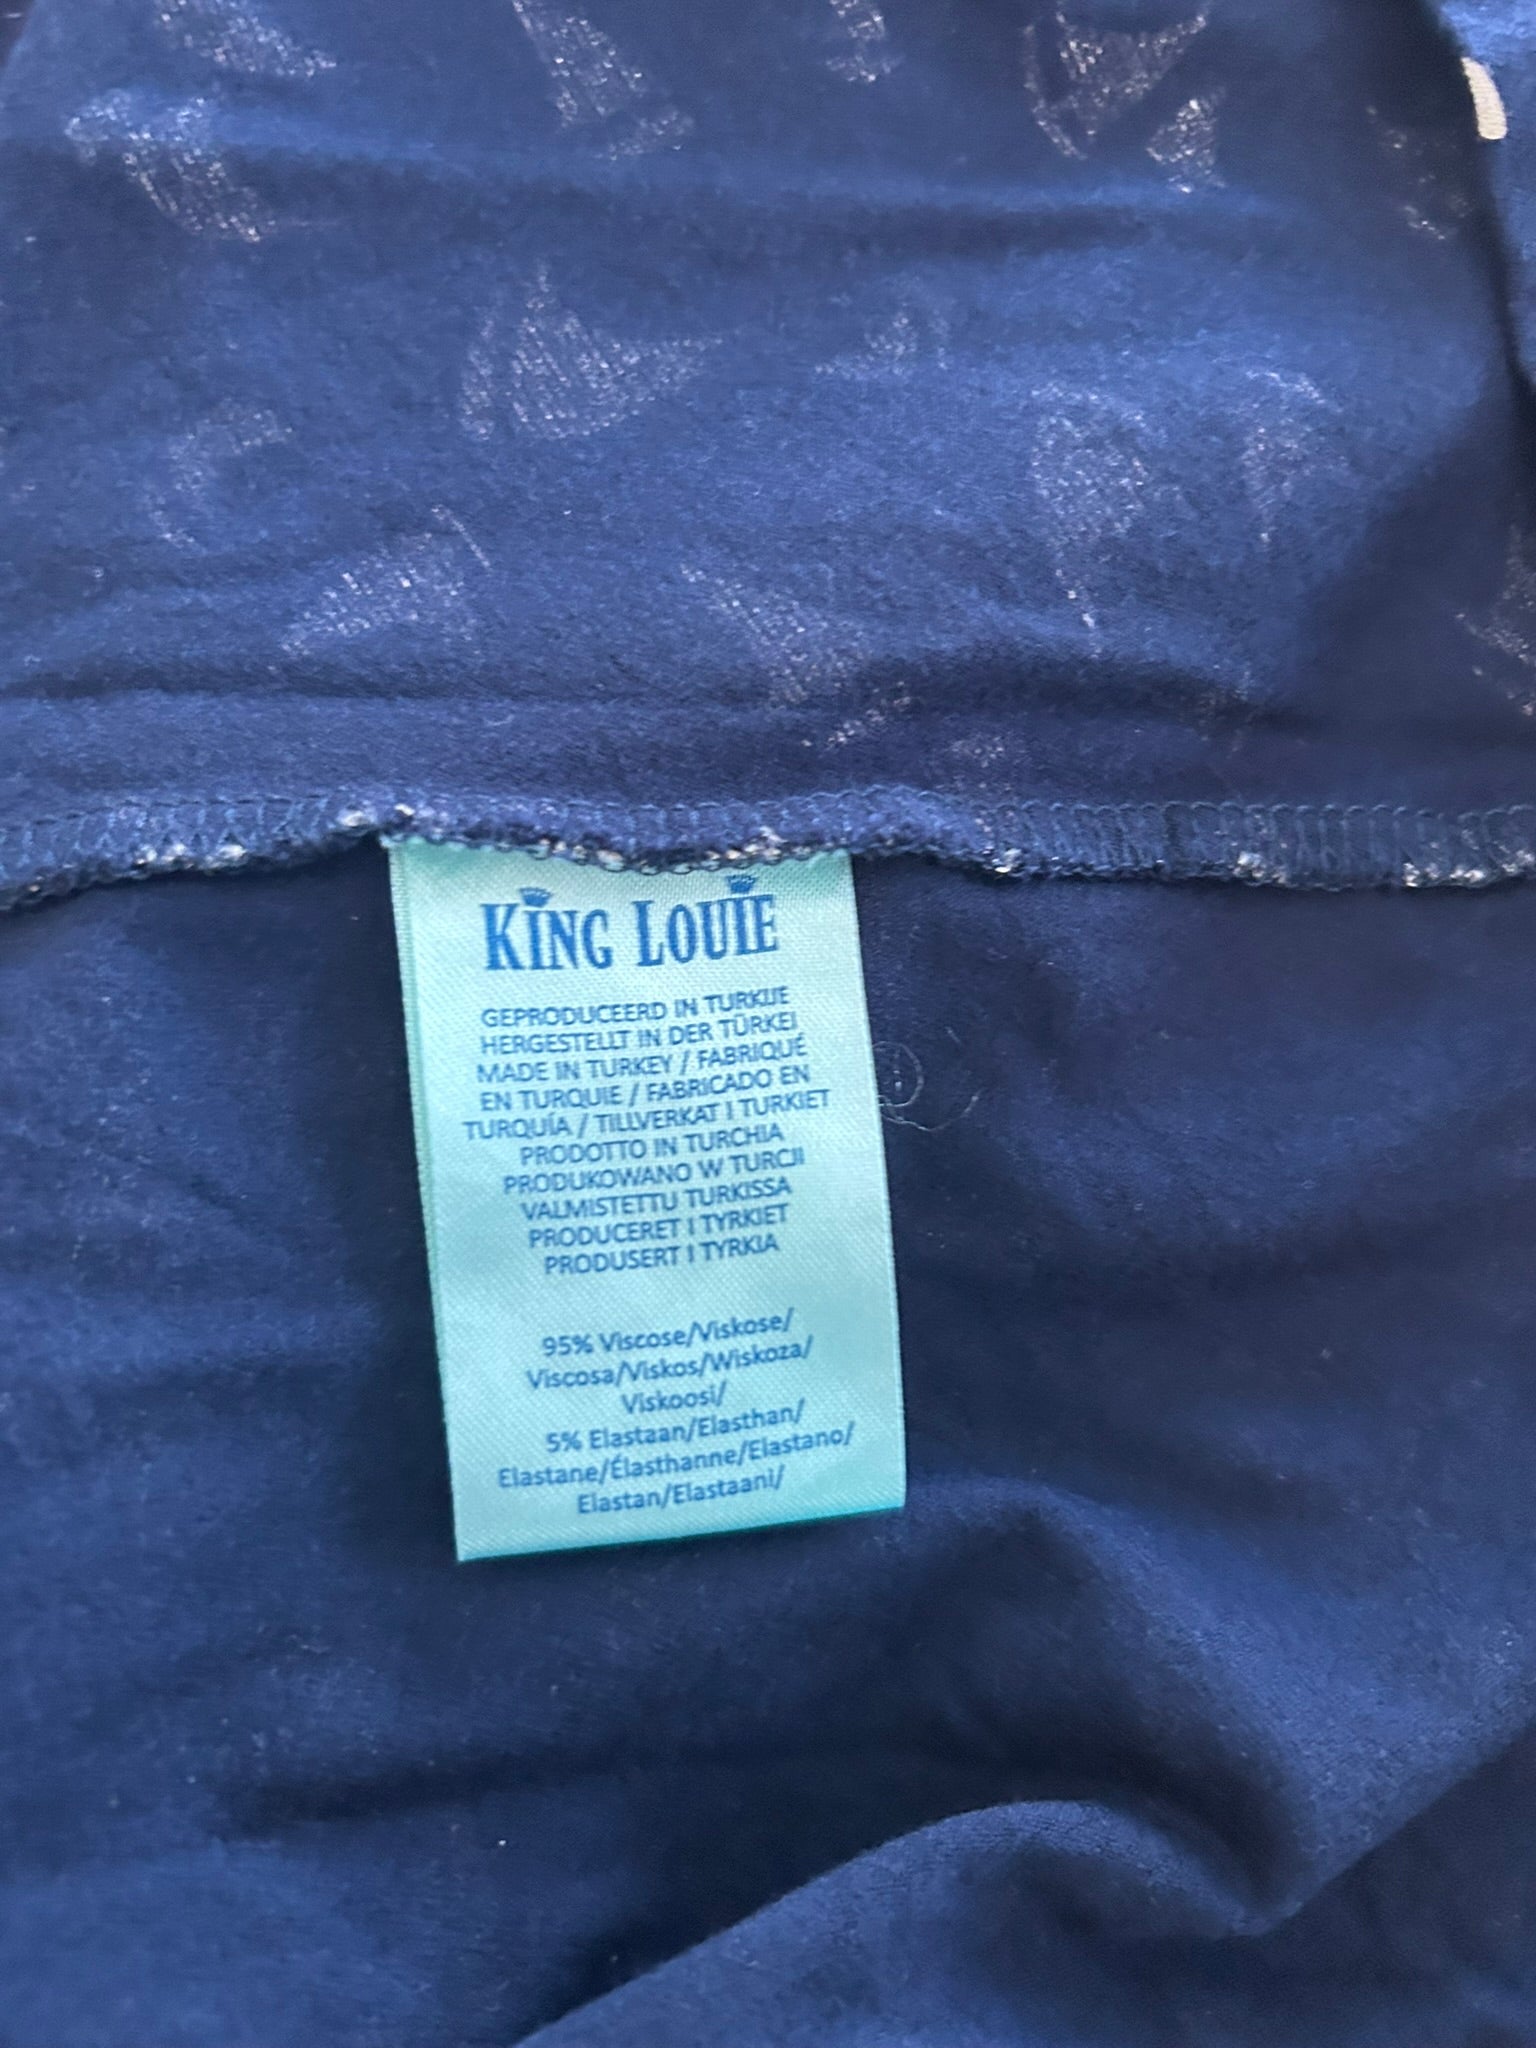 KING LOUIE
GEPRODUCEERD IN TURKIJE
HERGESTELLT IN DER TÜRKEI
MADE IN TURKEY / FABRIQUÉ
EN TURQUIE / FABRICADO EN
TURQUÍA / TILLVERKAT I TURKIET
PRODOTTO IN TURCHIA
PRODUKOWANO W TURCJI
VALMISTETTU TURKISSA
PRODUCERET I TYRKIET
PRODUSERT I TYRKIA
95% Viscose/Viskose/
Viscosa/Viskos/Wiskoza/
Viskoosi/
5% Elastaan/Elasthan/
Elastane/Élasthanne/Elastano/
Elastan/Elastaani/